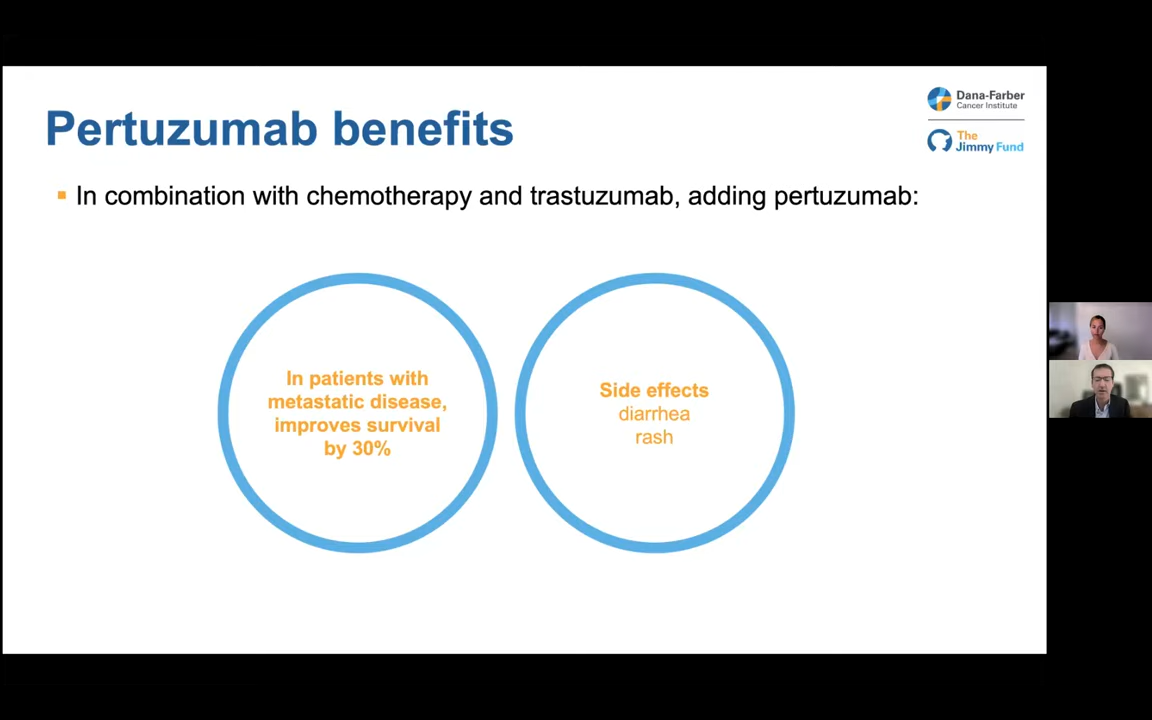 Pertuzumab benefits
Dana-Farber
Cancer Institute
The
Jimmy Fund
▪ In combination with chemotherapy and trastuzumab, adding pertuzumab:
In patients with
metastatic disease,
improves survival
by 30%
Side effects
diarrhea
rash